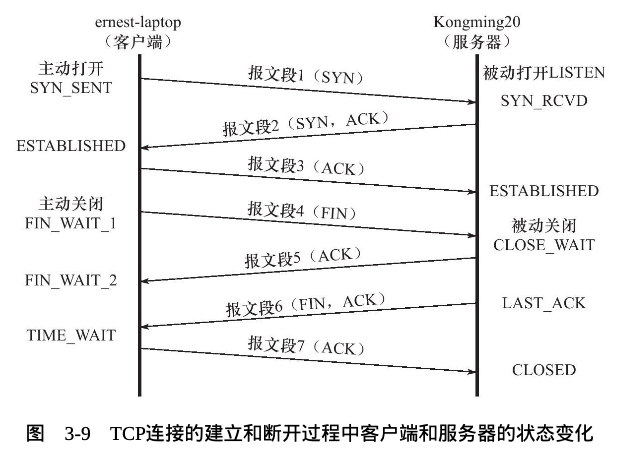 ernest-laptop
（客户端）
Kongming20
（服务器）
主动打开
SYN_SENT
报文段1（SYN）
被动打开LISTEN
SYN_RCVD
报文段2（SYN，ACK）
ESTABLISHED
报文段3（ACK）
ESTABLISHED
主动关闭
FIN_WAIT_1
报文段4（FIN）
被动关闭
CLOSE_WAIT
报文段5（ACK）
FIN_WAIT_2
报文段6（FIN，ACK）
LAST_ACK
TIME_WAIT
报文段7（ACK）
CLOSED
图 3-9 TCP连接的建立和断开过程中客户端和服务器的状态变化